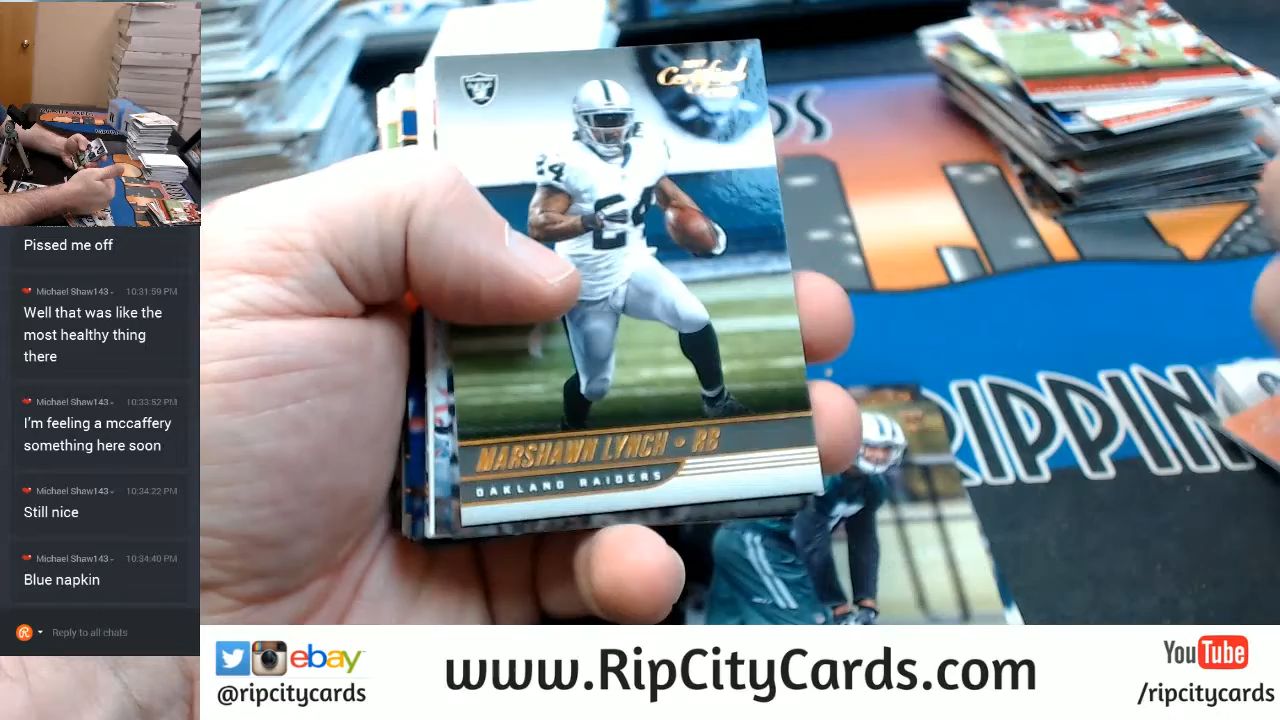 Pissed me off
Michael Shaw143 - 10:31:59 PM
Well that was like the
most healthy thing
there
Michael Shaw143 - 10:33:52 PM
I'm feeling a mccaffery
something here soon
Michael Shaw143 - 10:34:22 PM
Still nice
Michael Shaw143 - 10:34:40 PM
Blue napkin
Reply to all chats
24
24
MARSHAWN LYNCH • RB
OAKLAND RAIDERS
RIPPIN
ebay
@ripcitycards
www.RipCityCards.com
YouTube
/ripcitycards